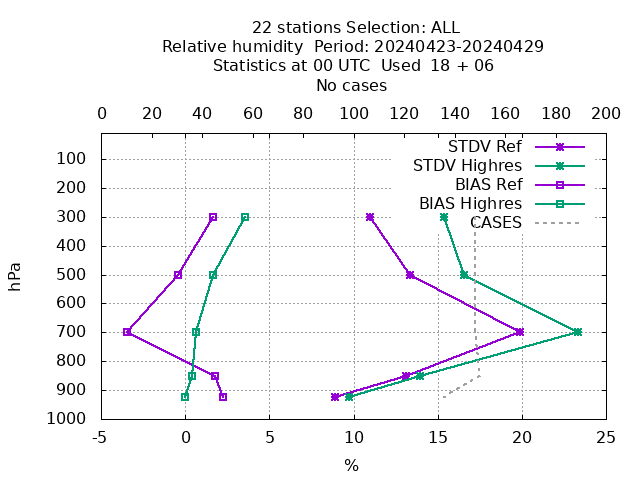 22 stations Selection: ALL
Relative humidity  Period: 20240423-20240429
Statistics at 00 UTC  Used  18 + 06
No cases
0 20 40 60 80 100 120 140 160 180 200
STDV Ref
STDV Highres
BIAS Ref
BIAS Highres
CASES
100
200
300
400
500
600
700
800
900
1000
hPa
-5 0 5 10 15 20 25
%